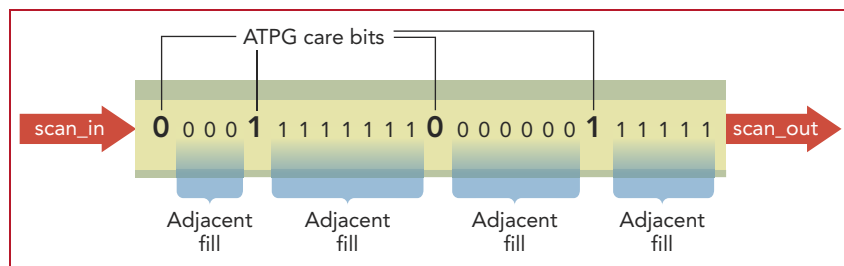 ATPG care bits
scan_in 0 0 0 0 1 1 1 1 1 1 1 1 0 0 0 0 0 0 0 1 1 1 1 1 1 scan_out
Adjacent fill Adjacent fill Adjacent fill Adjacent fill